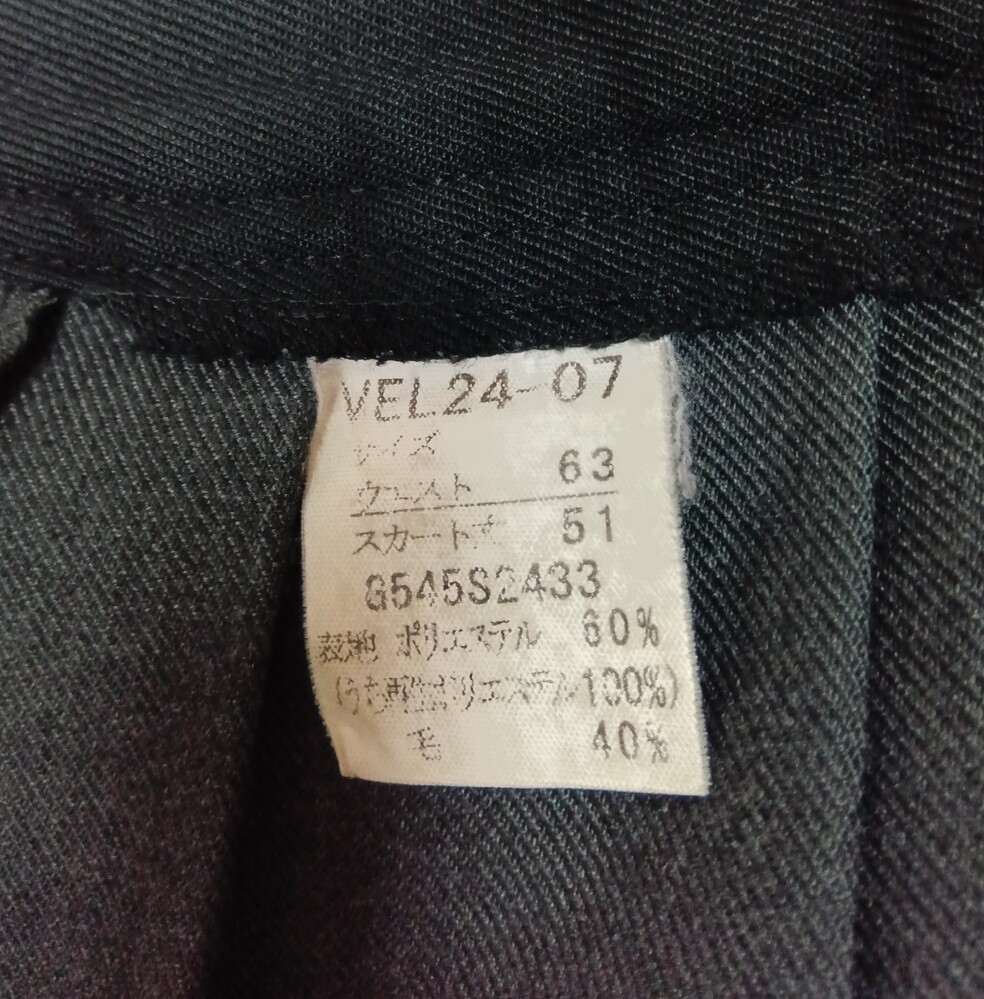 VEL24-07
サイズ
ウエスト 63
スカート丈 51
G545S2433
表地 ポリエステル 60%
(うち再生ポリエステル100%)
毛 40%